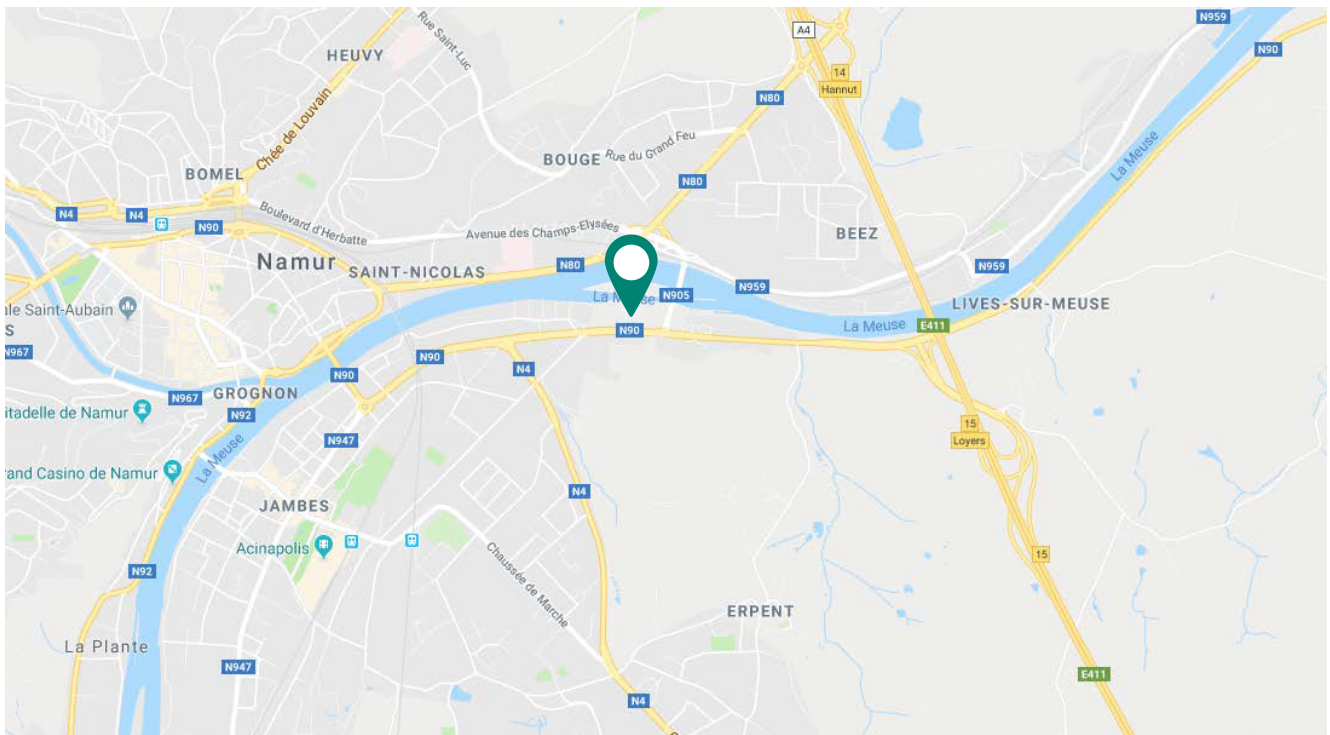 N959
N90
A4
HEUVY
Rue Saint-Luc
14
Hannut
N80
Chée de Louvain
La Meuse
BOUGE
Rue du Grand Feu
BOMEL
N80
N4
N4
Boulevard d'Herbatte
N90
Avenue des Champs-Elysées
BEEZ
Namur
SAINT-NICOLAS
N80
N959
N959
La Meuse
N905
LIVES-SUR-MEUSE
ale Saint-Aubain
S
La Meuse
E411
N90
N967
N90
N90
N4
N967
GROGNON
itadelle de Namur
N92
15
Loyers
N947
La Meuse
rand Casino de Namur
N4
JAMBES
Acinapolis
Chaussée de Marche
15
N92
ERPENT
La Plante
N947
E411
N4